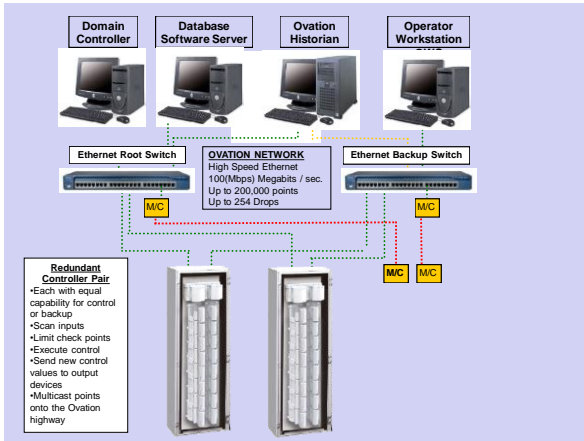 Domain
Controller
Database
Software Server
Ovation
Historian
Operator
Workstation
Ethernet Root Switch
OVATION NETWORK
High Speed Ethernet
100(Mbps) Megabits / sec.
Up to 200,000 points
Up to 254 Drops
Ethernet Backup Switch
M/C
M/C
M/C
M/C
Redundant
Controller Pair
•Each with equal
capability for control
or backup
•Scan inputs
•Limit check points
•Execute control
•Send new control
values to output
devices
•Multicast points
onto the Ovation
highway